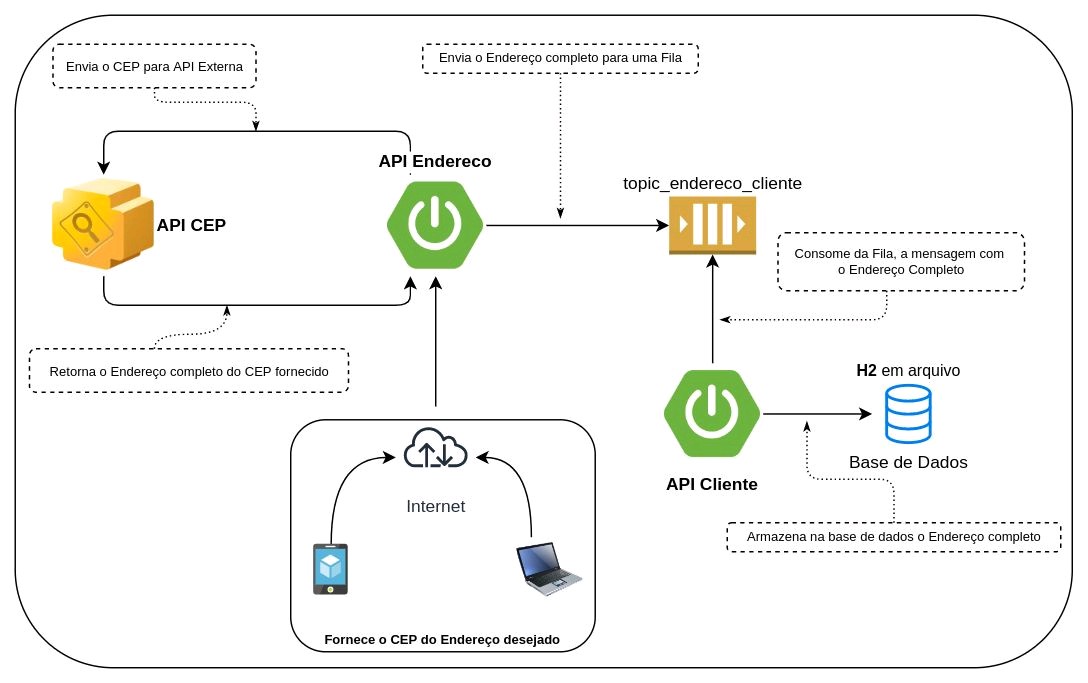 Envia o CEP para API Externa
Envia o Endereço completo para uma Fila
API Endereco
topic_endereco_cliente
API CEP
Consome da Fila, a mensagem com
o Endereço Completo
Retorna o Endereço completo do CEP fornecido
H2 em arquivo
Base de Dados
API Cliente
Internet
Armazena na base de dados o Endereço completo
Fornece o CEP do Endereço desejado